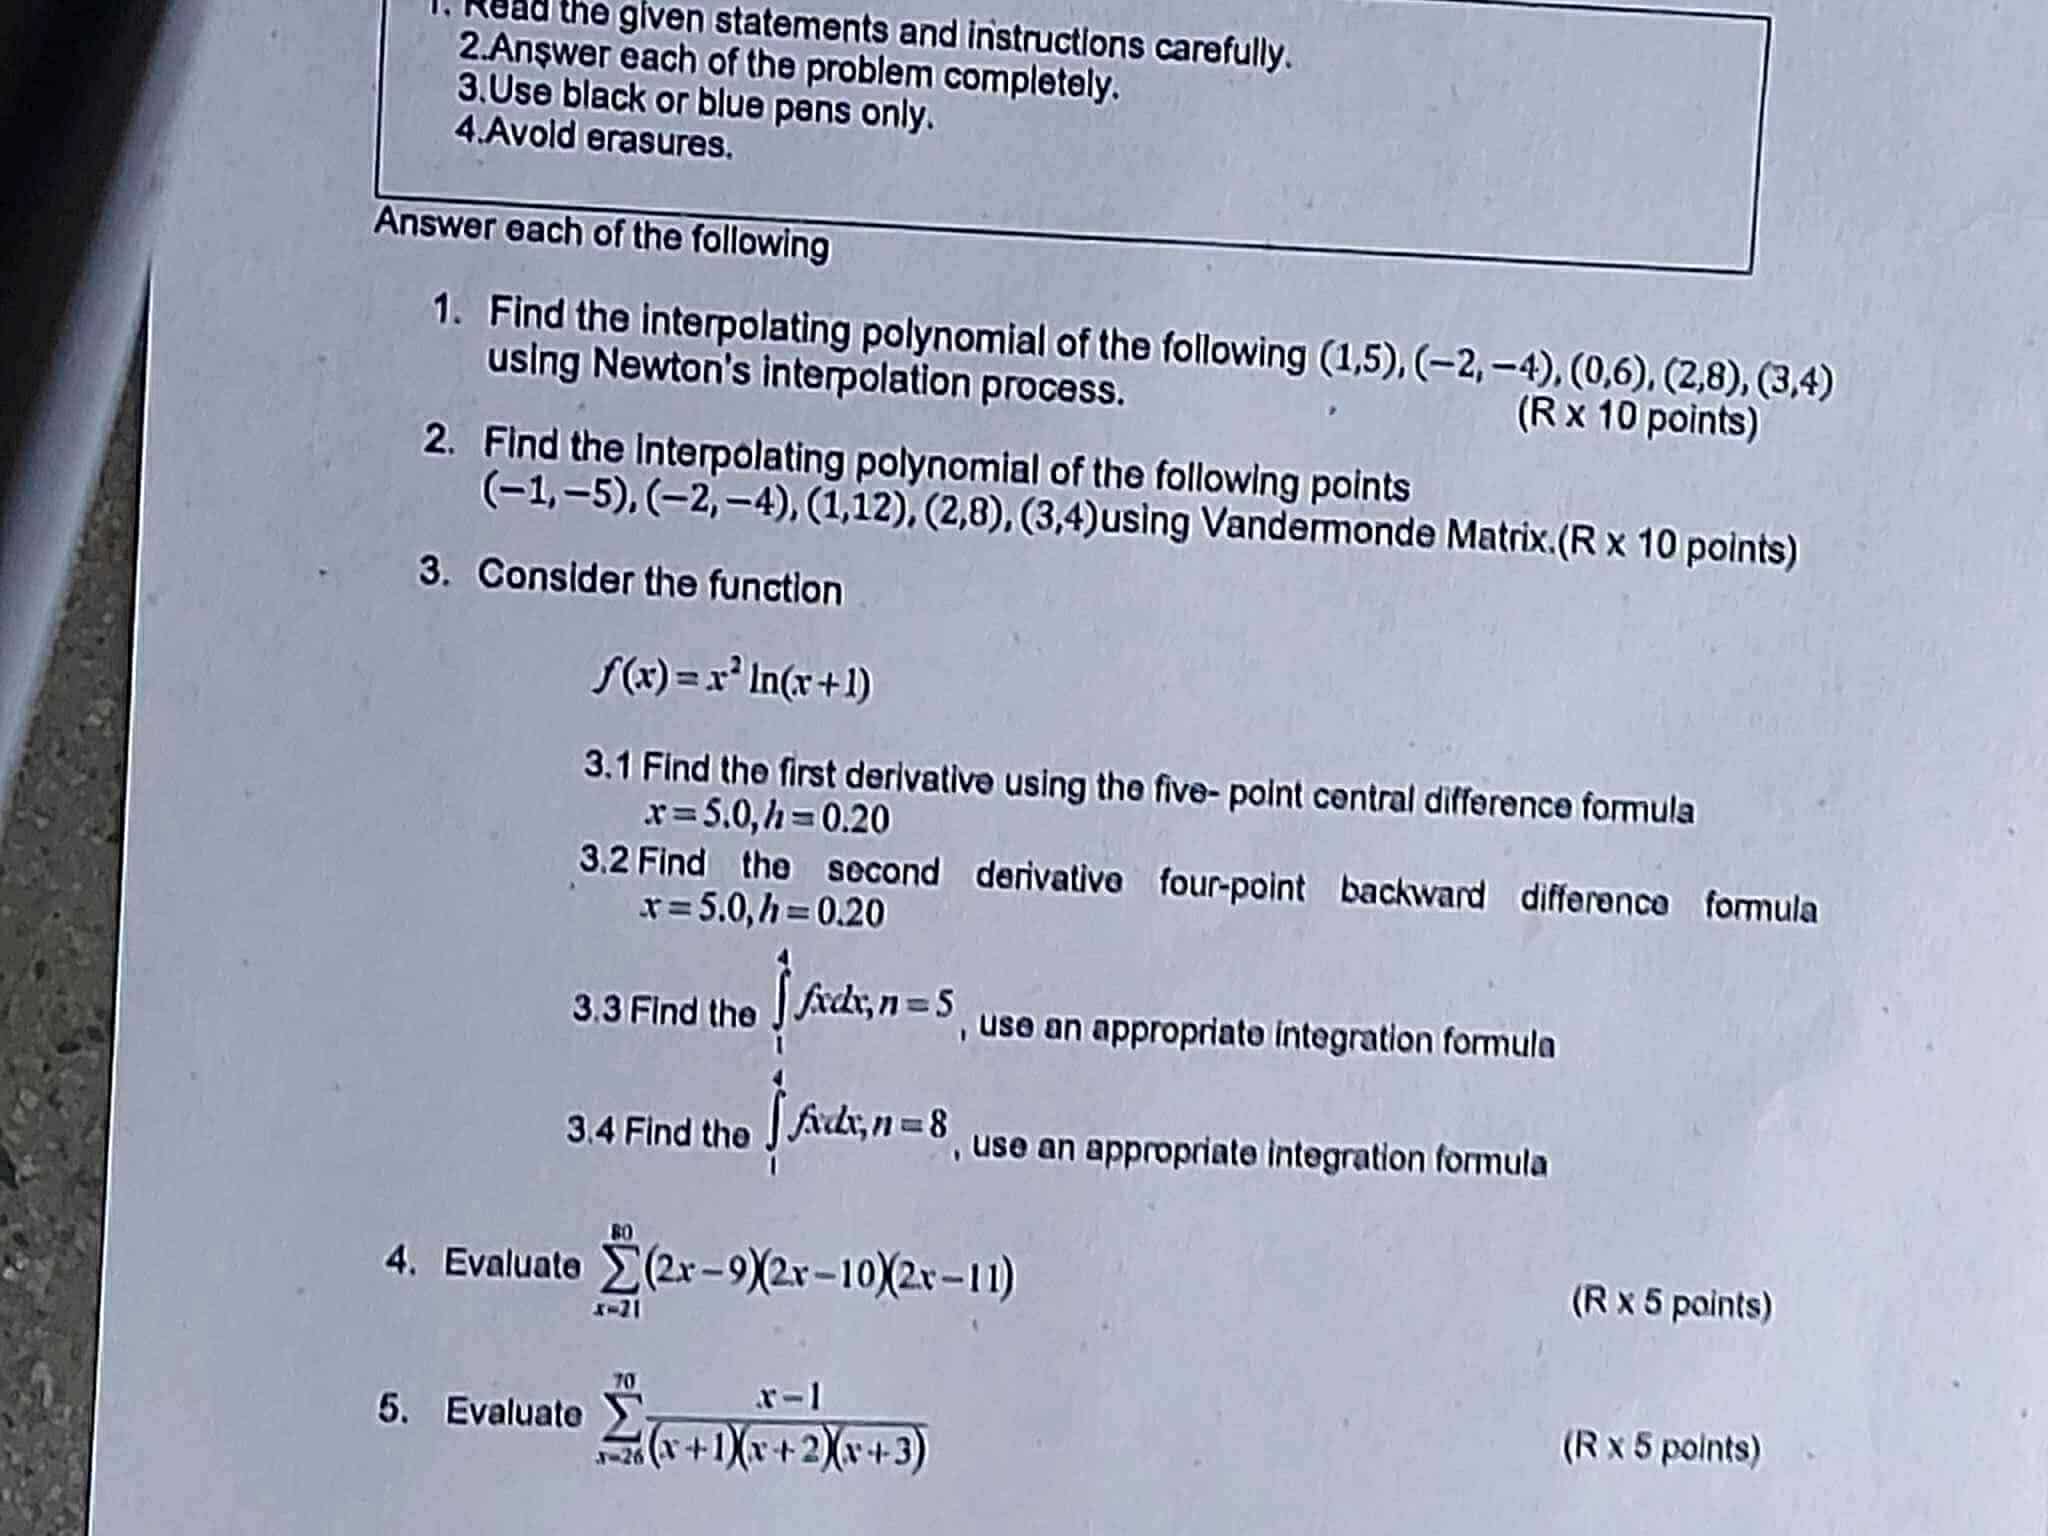 1. Read the given statements and instructions carefully.
2.Answer each of the problem completely.
3.Use black or blue pens only.
4.Avoid erasures.
Answer each of the following
1. Find the interpolating polynomial of the following (1,5), (−2, −4), (0,6), (2,8), (3,4)
using Newton's interpolation process.
(R x 10 points)
2. Find the interpolating polynomial of the following points
(−1, −5), (−2, −4), (1,12), (2,8), (3,4)using Vandermonde Matrix.(R x 10 points)
3. Consider the function
f(x) = x² ln(x+1)
3.1 Find the first derivative using the five- point central difference formula
x = 5.0, h = 0.20
3.2 Find the second derivative four-point backward difference formula
x = 5.0, h = 0.20
3.3 Find the ∫₁⁴ fxdx, n = 5 , use an appropriate integration formula
3.4 Find the ∫₁⁴ fxdx, n = 8 , use an appropriate integration formula
4. Evaluate ∑_{x=21}^{80} (2x−9)(2x−10)(2x−11) (R x 5 points)
5. Evaluate ∑_{x=26}^{70} (x−1)/((x+1)(x+2)(x+3)) (R x 5 points)